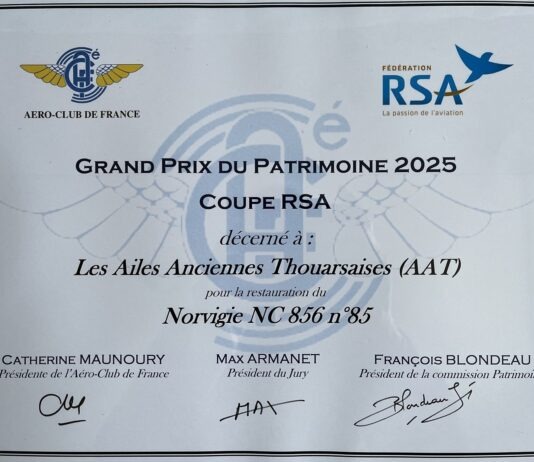 AERO-CLUB DE FRANCE
FÉDÉRATION
RSA
La passion de l'aviation
GRAND PRIX DU PATRIMOINE 2025
COUPE RSA
décerné à :
Les Ailes Anciennes Thouarsaises (AAT)
pour la restauration du
Norvigie NC 856 n°85
CATHERINE MAUNOURY
Présidente de l'Aéro-Club de France
MAX ARMANET
Président du Jury
FRANÇOIS BLONDEAU
Président de la commission Patrimoi
MAX
Blondeau